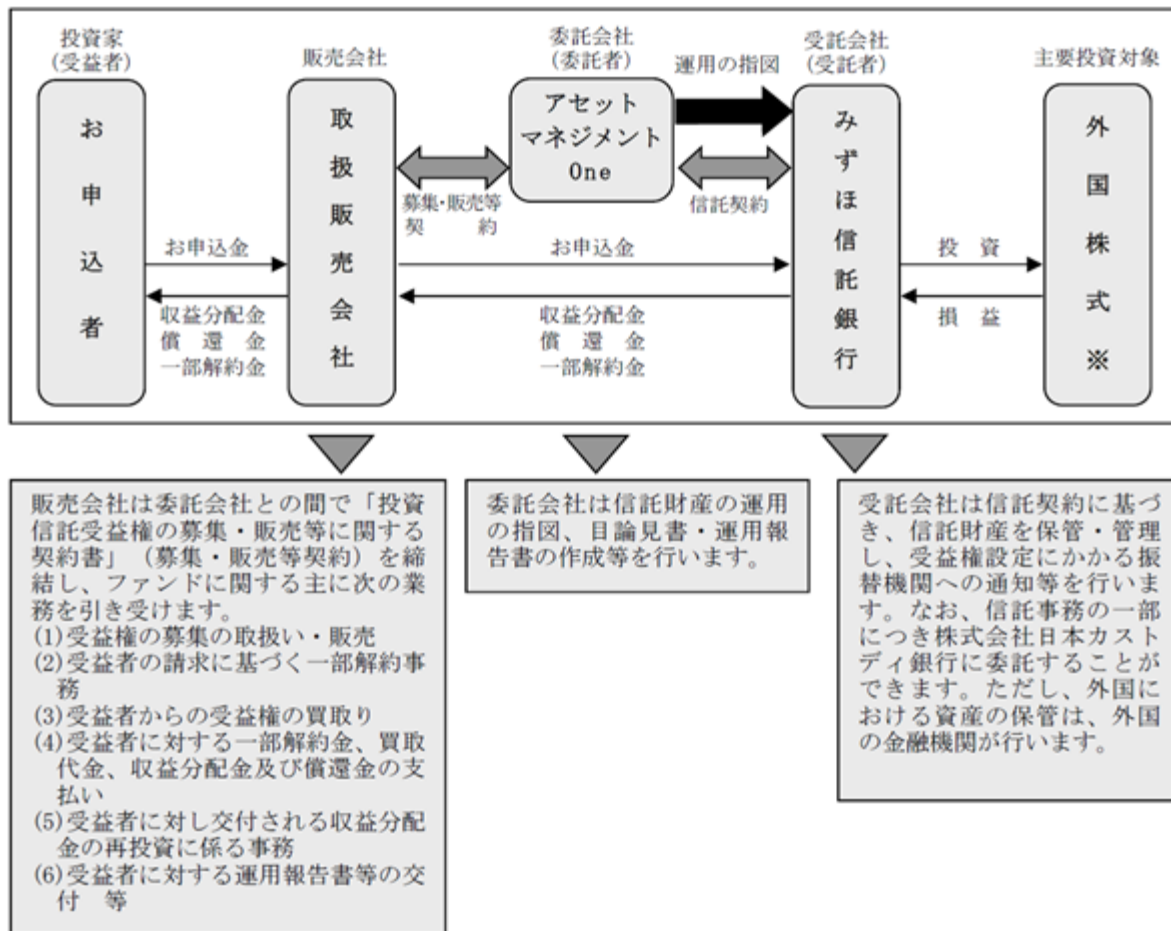 投資家
(受益者)
販売会社
委託会社
(委託者)
運用の指図
受託会社
(受託者)
主要投資対象
お申込者
取扱販売会社
アセット
マネジメント
One
みずほ信託銀行
外国株式※
募集・販売等
契 約
信託契約
お申込金
収益分配金
償 還 金
一部解約金
お申込金
収益分配金
償 還 金
一部解約金
投 資
損 益
販売会社は委託会社との間で「投資
信託受益権の募集・販売等に関する
契約書」(募集・販売等契約)を締
結し、ファンドに関する主に次の業
務を引き受けます。
(1)受益権の募集の取扱い・販売
(2)受益者の請求に基づく一部解約事
務
(3)受益者からの受益権の買取り
(4)受益者に対する一部解約金、買取
代金、収益分配金及び償還金の支
払い
(5)受益者に対し交付される収益分配
金の再投資に係る事務
(6)受益者に対する運用報告書等の交
付 等
委託会社は信託財産の運用
の指図、目論見書・運用報
告書の作成等を行います。
受託会社は信託契約に基づ
き、信託財産を保管・管理
し、受益権設定にかかる振
替機関への通知等を行いま
す。なお、信託事務の一部
につき株式会社日本カスト
ディ銀行に委託することが
できます。ただし、外国に
おける資産の保管は、外国
の金融機関が行います。